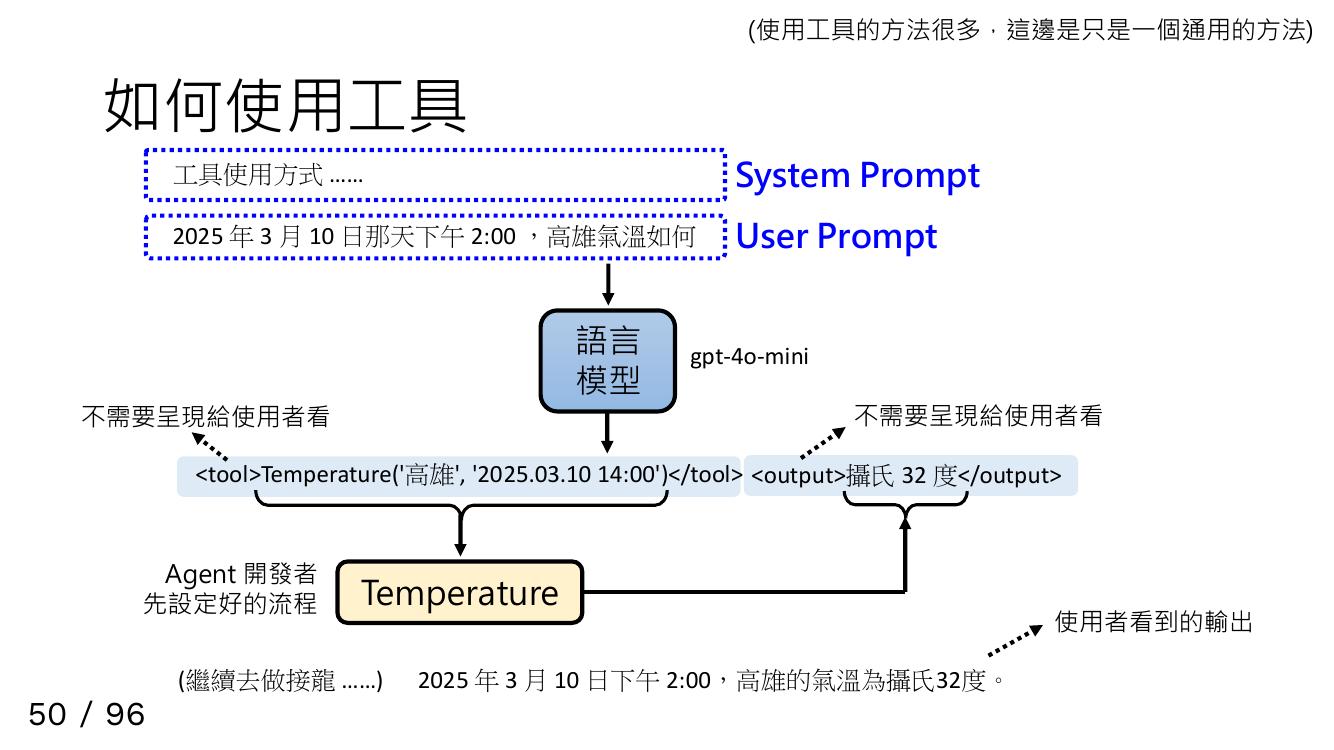 (使用工具的方法很多，這邊是只是一個通用的方法)
如何使用工具
工具使用方式 ......
System Prompt
2025 年 3 月 10 日那天下午 2:00 ，高雄氣溫如何
User Prompt
語言
模型
gpt-4o-mini
不需要呈現給使用者看
不需要呈現給使用者看
<tool>Temperature('高雄', '2025.03.10 14:00')</tool>
<output>攝氏 32 度</output>
Agent 開發者
先設定好的流程
Temperature
使用者看到的輸出
(繼續去做接龍 ......)
2025 年 3 月 10 日下午 2:00，高雄的氣溫為攝氏32度。
50 / 96